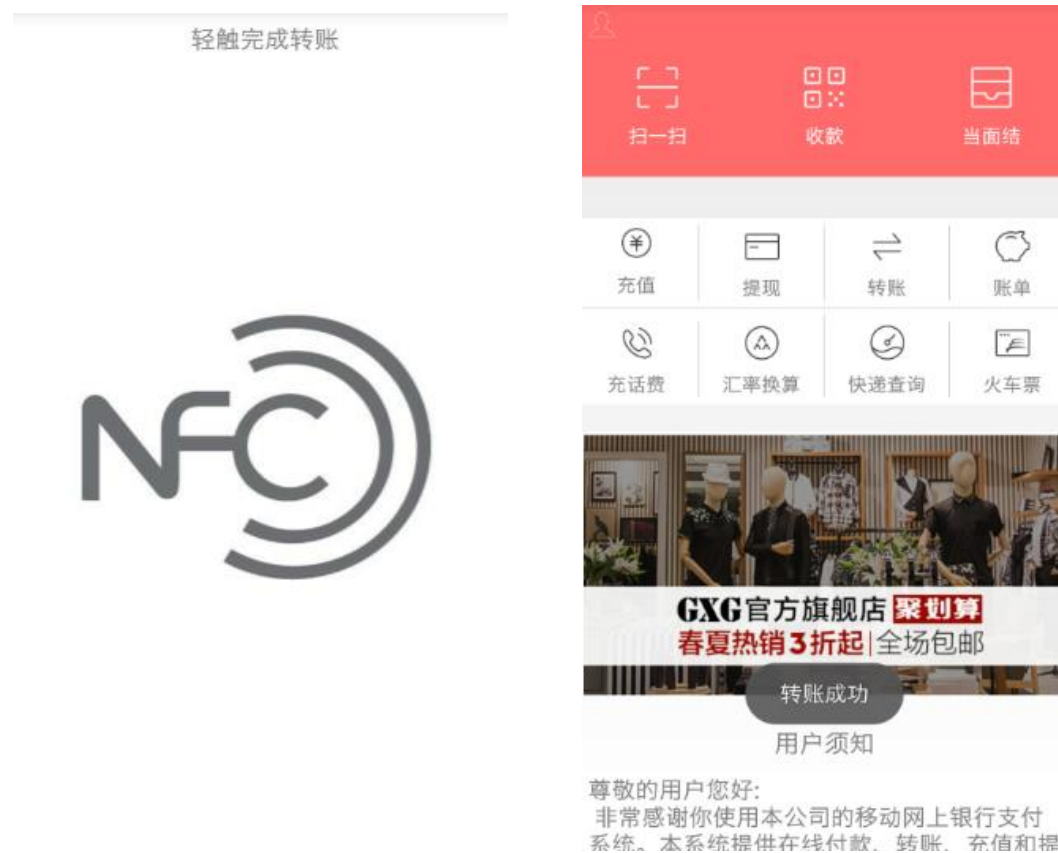 轻触完成转账
NFC
扫一扫
收款
当面结
充值
提现
转账
账单
充话费
汇率换算
快递查询
火车票
GXG官方旗舰店 聚划算
春夏热销3折起|全场包邮
转账成功
用户须知
尊敬的用户您好:
非常感谢你使用本公司的移动网上银行支付
系统。本系统提供在线付款、转账、充值和提